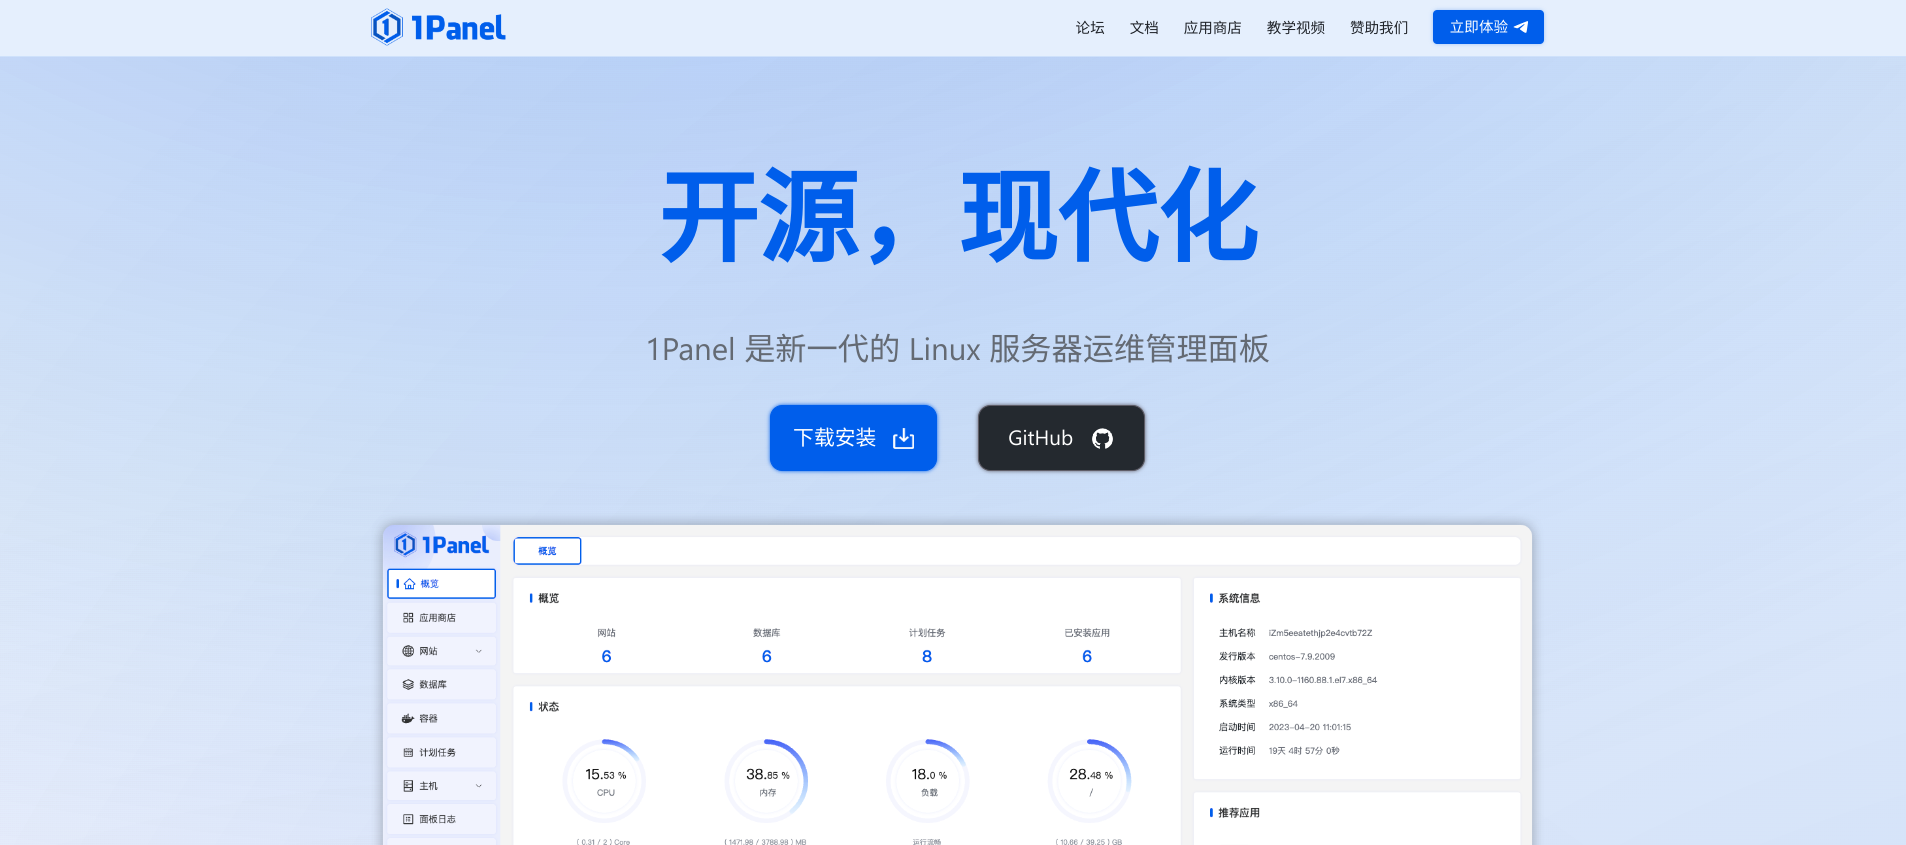 1Panel
论坛 文档 应用商店 教学视频 赞助我们 立即体验
开源，现代化
1Panel 是新一代的 Linux 服务器运维管理面板
下载安装 GitHub
1Panel
概览
应用商店
网站
数据库
容器
计划任务
主机
面板日志
概览
概览
网站 数据库 计划任务 已安装应用
6 6 8 6
状态
15.53 % 38.85 % 18.0 % 28.48 %
CPU 内存 负载 /
( 0.31 / 2 ) Core ( 1471.98 / 3788.98 ) MB 运行流畅 ( 10.66 / 39.25 ) GB
系统信息
主机名称 iZm5eeatethjp2e4cvtb72Z
发行版本 centos-7.9.2009
内核版本 3.10.0-1160.88.1.el7.x86_64
系统类型 x86_64
启动时间 2023-04-20 11:01:15
运行时间 19天 4时 57分 0秒
推荐应用